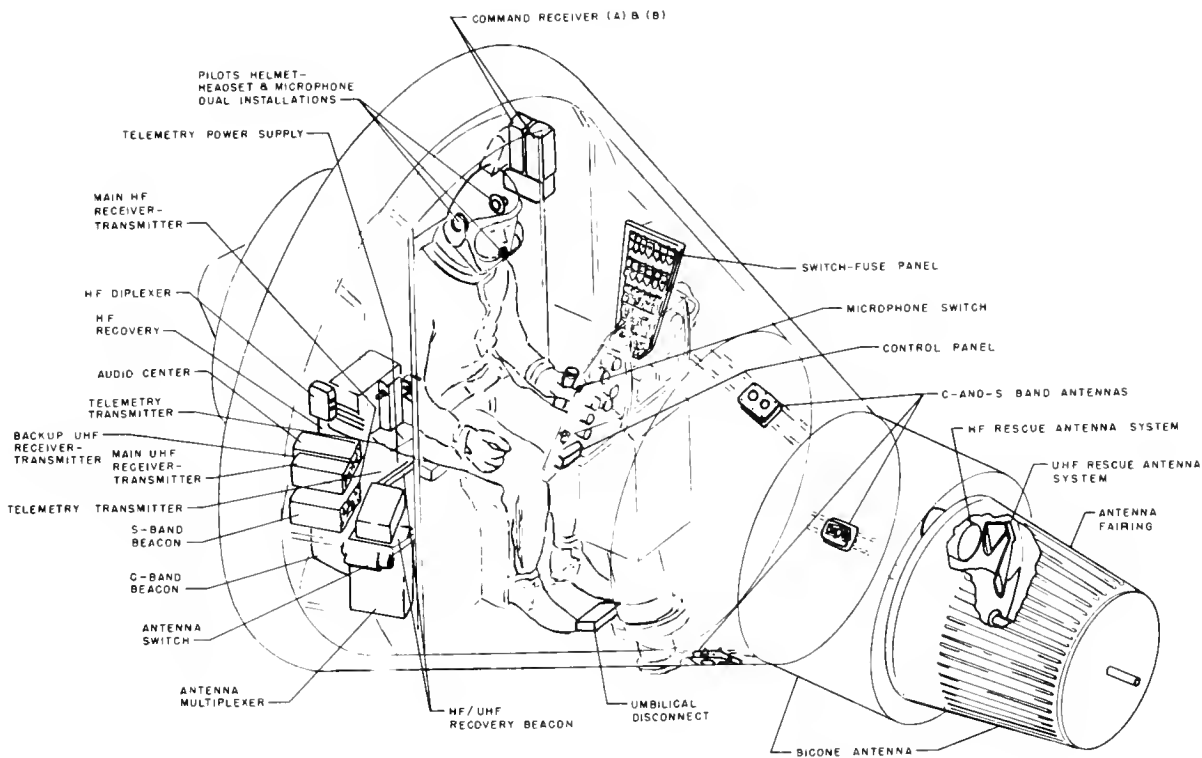 COMMAND RECEIVER (A) & (B)
PILOTS HELMET-
HEADSET & MICROPHONE
DUAL INSTALLATIONS
TELEMETRY POWER SUPPLY
MAIN HF
RECEIVER-
TRANSMITTER
HF DIPLEXER
HF
RECOVERY
AUDIO CENTER
TELEMETRY
TRANSMITTER
BACKUP UHF
RECEIVER-
TRANSMITTER
MAIN UHF
RECEIVER-
TRANSMITTER
TELEMETRY TRANSMITTER
S-BAND
BEACON
C-BAND
BEACON
ANTENNA
SWITCH
ANTENNA
MULTIPLEXER
HF/UHF
RECOVERY BEACON
UMBILICAL
DISCONNECT
SWITCH-FUSE PANEL
MICROPHONE SWITCH
CONTROL PANEL
C-AND-S BAND ANTENNAS
HF RESCUE ANTENNA SYSTEM
UHF RESCUE ANTENNA
SYSTEM
ANTENNA
FAIRING
BICONE ANTENNA